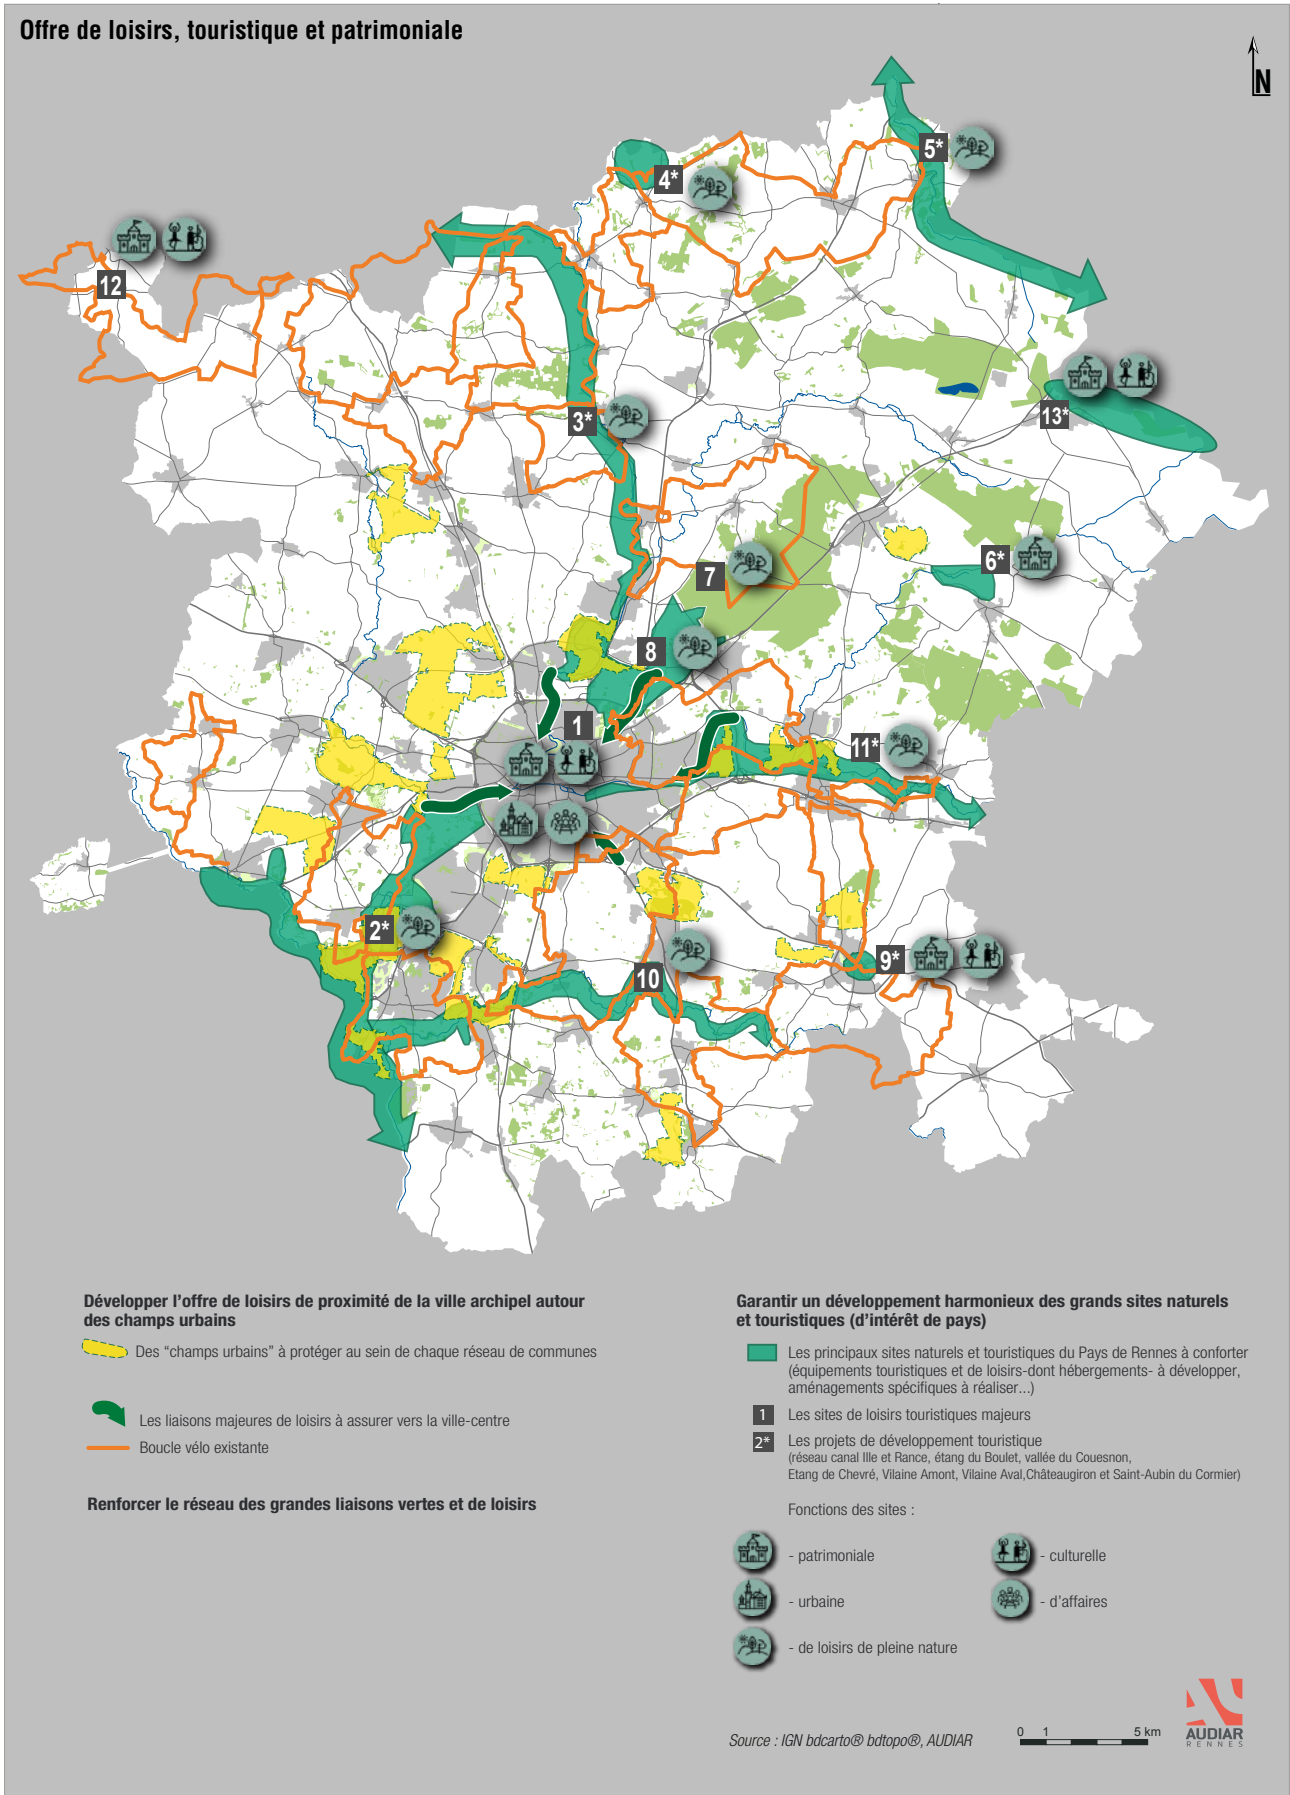 Offre de loisirs, touristique et patrimoniale
N
5*
4*
12
13*
3*
6*
7
8
1
11*
2*
9*
10
Développer l'offre de loisirs de proximité de la ville archipel autour
des champs urbains
Des “champs urbains” à protéger au sein de chaque réseau de communes
Les liaisons majeures de loisirs à assurer vers la ville-centre
Boucle vélo existante
Renforcer le réseau des grandes liaisons vertes et de loisirs
Garantir un développement harmonieux des grands sites naturels
et touristiques (d'intérêt de pays)
Les principaux sites naturels et touristiques du Pays de Rennes à conforter
(équipements touristiques et de loisirs-dont hébergements- à développer,
aménagements spécifiques à réaliser...)
1 Les sites de loisirs touristiques majeurs
2* Les projets de développement touristique
(réseau canal Ille et Rance, étang du Boulet, vallée du Couesnon,
Etang de Chevré, Vilaine Amont, Vilaine Aval,Châteaugiron et Saint-Aubin du Cormier)
Fonctions des sites :
- patrimoniale
- culturelle
- urbaine
- d'affaires
- de loisirs de pleine nature
Source : IGN bdcarto® bdtopo®, AUDIAR
0 1 5 km
AUDIAR
RENNES